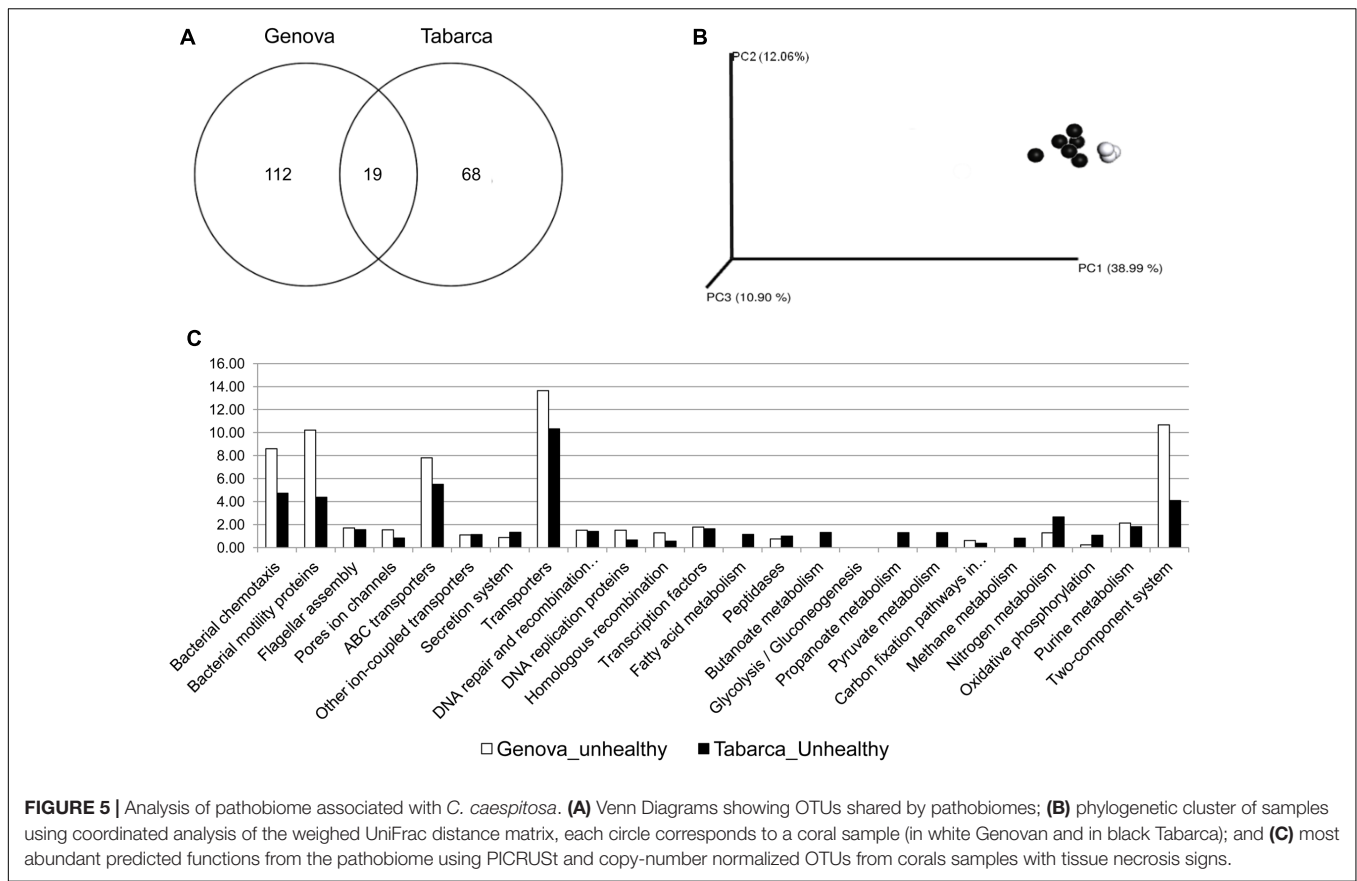 A
Genova
Tabarca
112
19
68
B
PC2 (12.06%)
PC1 (38.99 %)
PC3 (10.90 %)
C
16.00
14.00
12.00
10.00
8.00
6.00
4.00
2.00
0.00
Bacterial chemotaxis
Bacterial motility proteins
Flagellar assembly
Pores ion channels
ABC transporters
Other ion-coupled transporters
Secretion system
Transporters
DNA repair and recombination..
DNA replication proteins
Homologous recombination
Transcription factors
Fatty acid metabolism
Peptidases
Butanoate metabolism
Glycolysis / Gluconeogenesis
Propanoate metabolism
Pyruvate metabolism
Carbon fixation pathways in..
Methane metabolism
Nitrogen metabolism
Oxidative phosphorylation
Purine metabolism
Two-component system
Genova_unhealthy
Tabarca_Unhealthy
FIGURE 5 | Analysis of pathobiome associated with C. caespitosa. (A) Venn Diagrams showing OTUs shared by pathobiomes; (B) phylogenetic cluster of samples
using coordinated analysis of the weighed UniFrac distance matrix, each circle corresponds to a coral sample (in white Genovan and in black Tabarca); and (C) most
abundant predicted functions from the pathobiome using PICRUSt and copy-number normalized OTUs from corals samples with tissue necrosis signs.